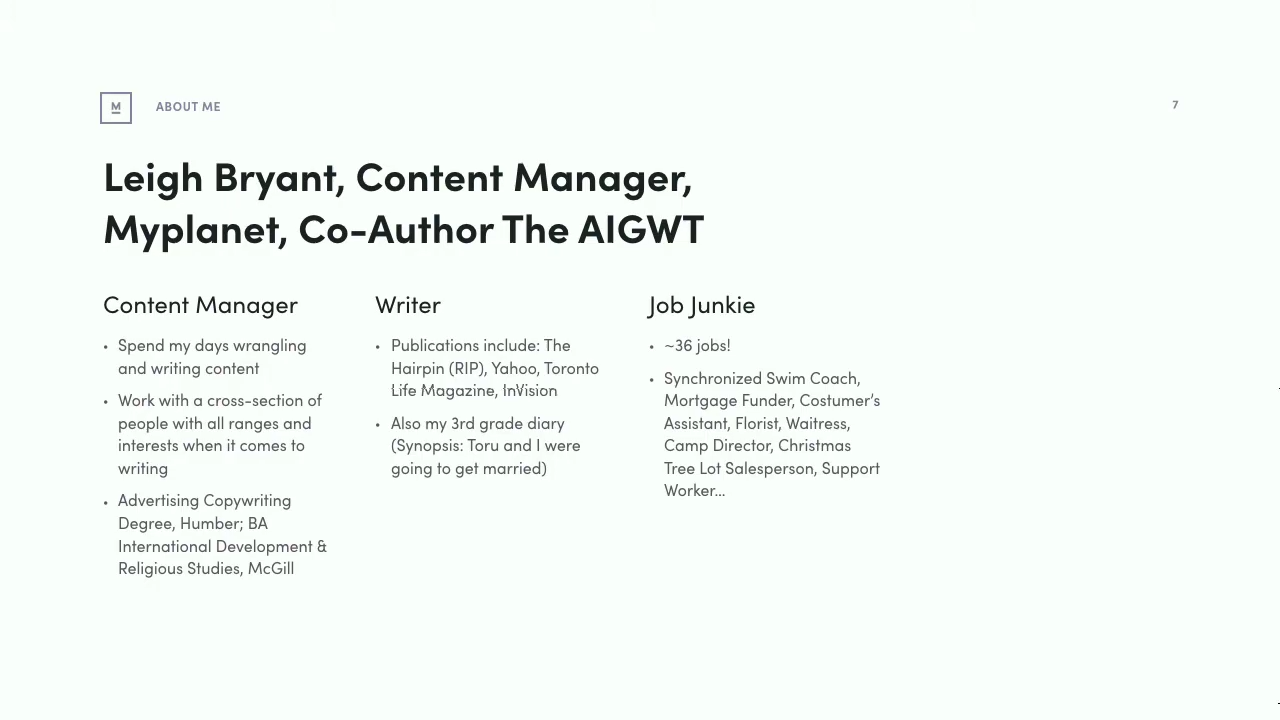 M
ABOUT ME
7
Leigh Bryant, Content Manager,
Myplanet, Co-Author The AIGWT
Content Manager
• Spend my days wrangling
and writing content
• Work with a cross-section of
people with all ranges and
interests when it comes to
writing
• Advertising Copywriting
Degree, Humber; BA
International Development &
Religious Studies, McGill
Writer
• Publications include: The
Hairpin (RIP), Yahoo, Toronto
Life Magazine, InVision
• Also my 3rd grade diary
(Synopsis: Toru and I were
going to get married)
Job Junkie
• ~36 jobs!
• Synchronized Swim Coach,
Mortgage Funder, Costumer’s
Assistant, Florist, Waitress,
Camp Director, Christmas
Tree Lot Salesperson, Support
Worker...